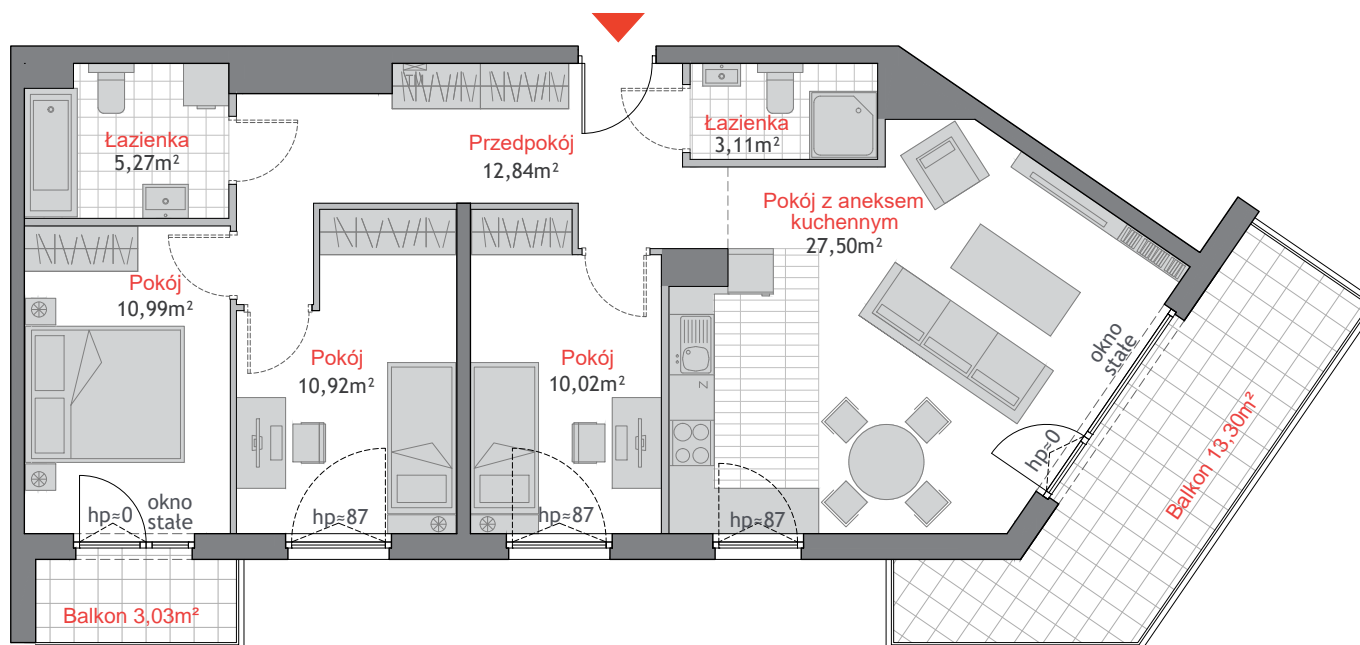 TM
Łazienka
5,27m²
Przedpokój
12,84m²
Łazienka
3,11m²
Pokój z aneksem
kuchennym
27,50m²
Pokój
10,99m²
Pokój
10,92m²
Pokój
10,02m²
Z
okno
stałe
hp≈0
Balkon 13,30m²
hp≈0
okno
stałe
hp≈87
hp≈87
hp≈87
Balkon 3,03m²